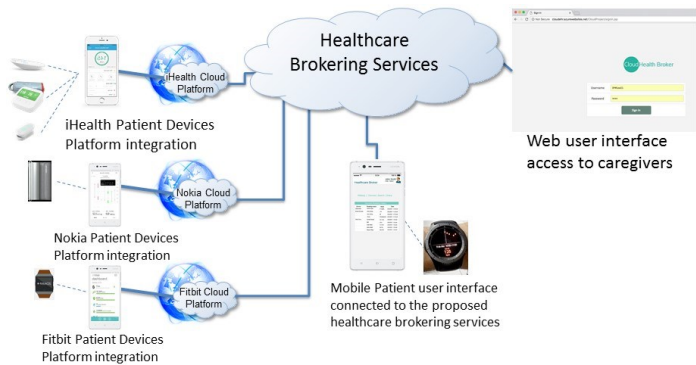 Healthcare
Brokering Services
iHealth Cloud
Platform
iHealth Patient Devices
Platform integration
Nokia Cloud
Platform
Nokia Patient Devices
Platform integration
Fitbit Cloud
Platform
Fitbit Patient Devices
Platform integration
Mobile Patient user interface
connected to the proposed
healthcare brokering services
Cloud Health Broker
Username
Password
Sign In
Web user interface
access to caregivers